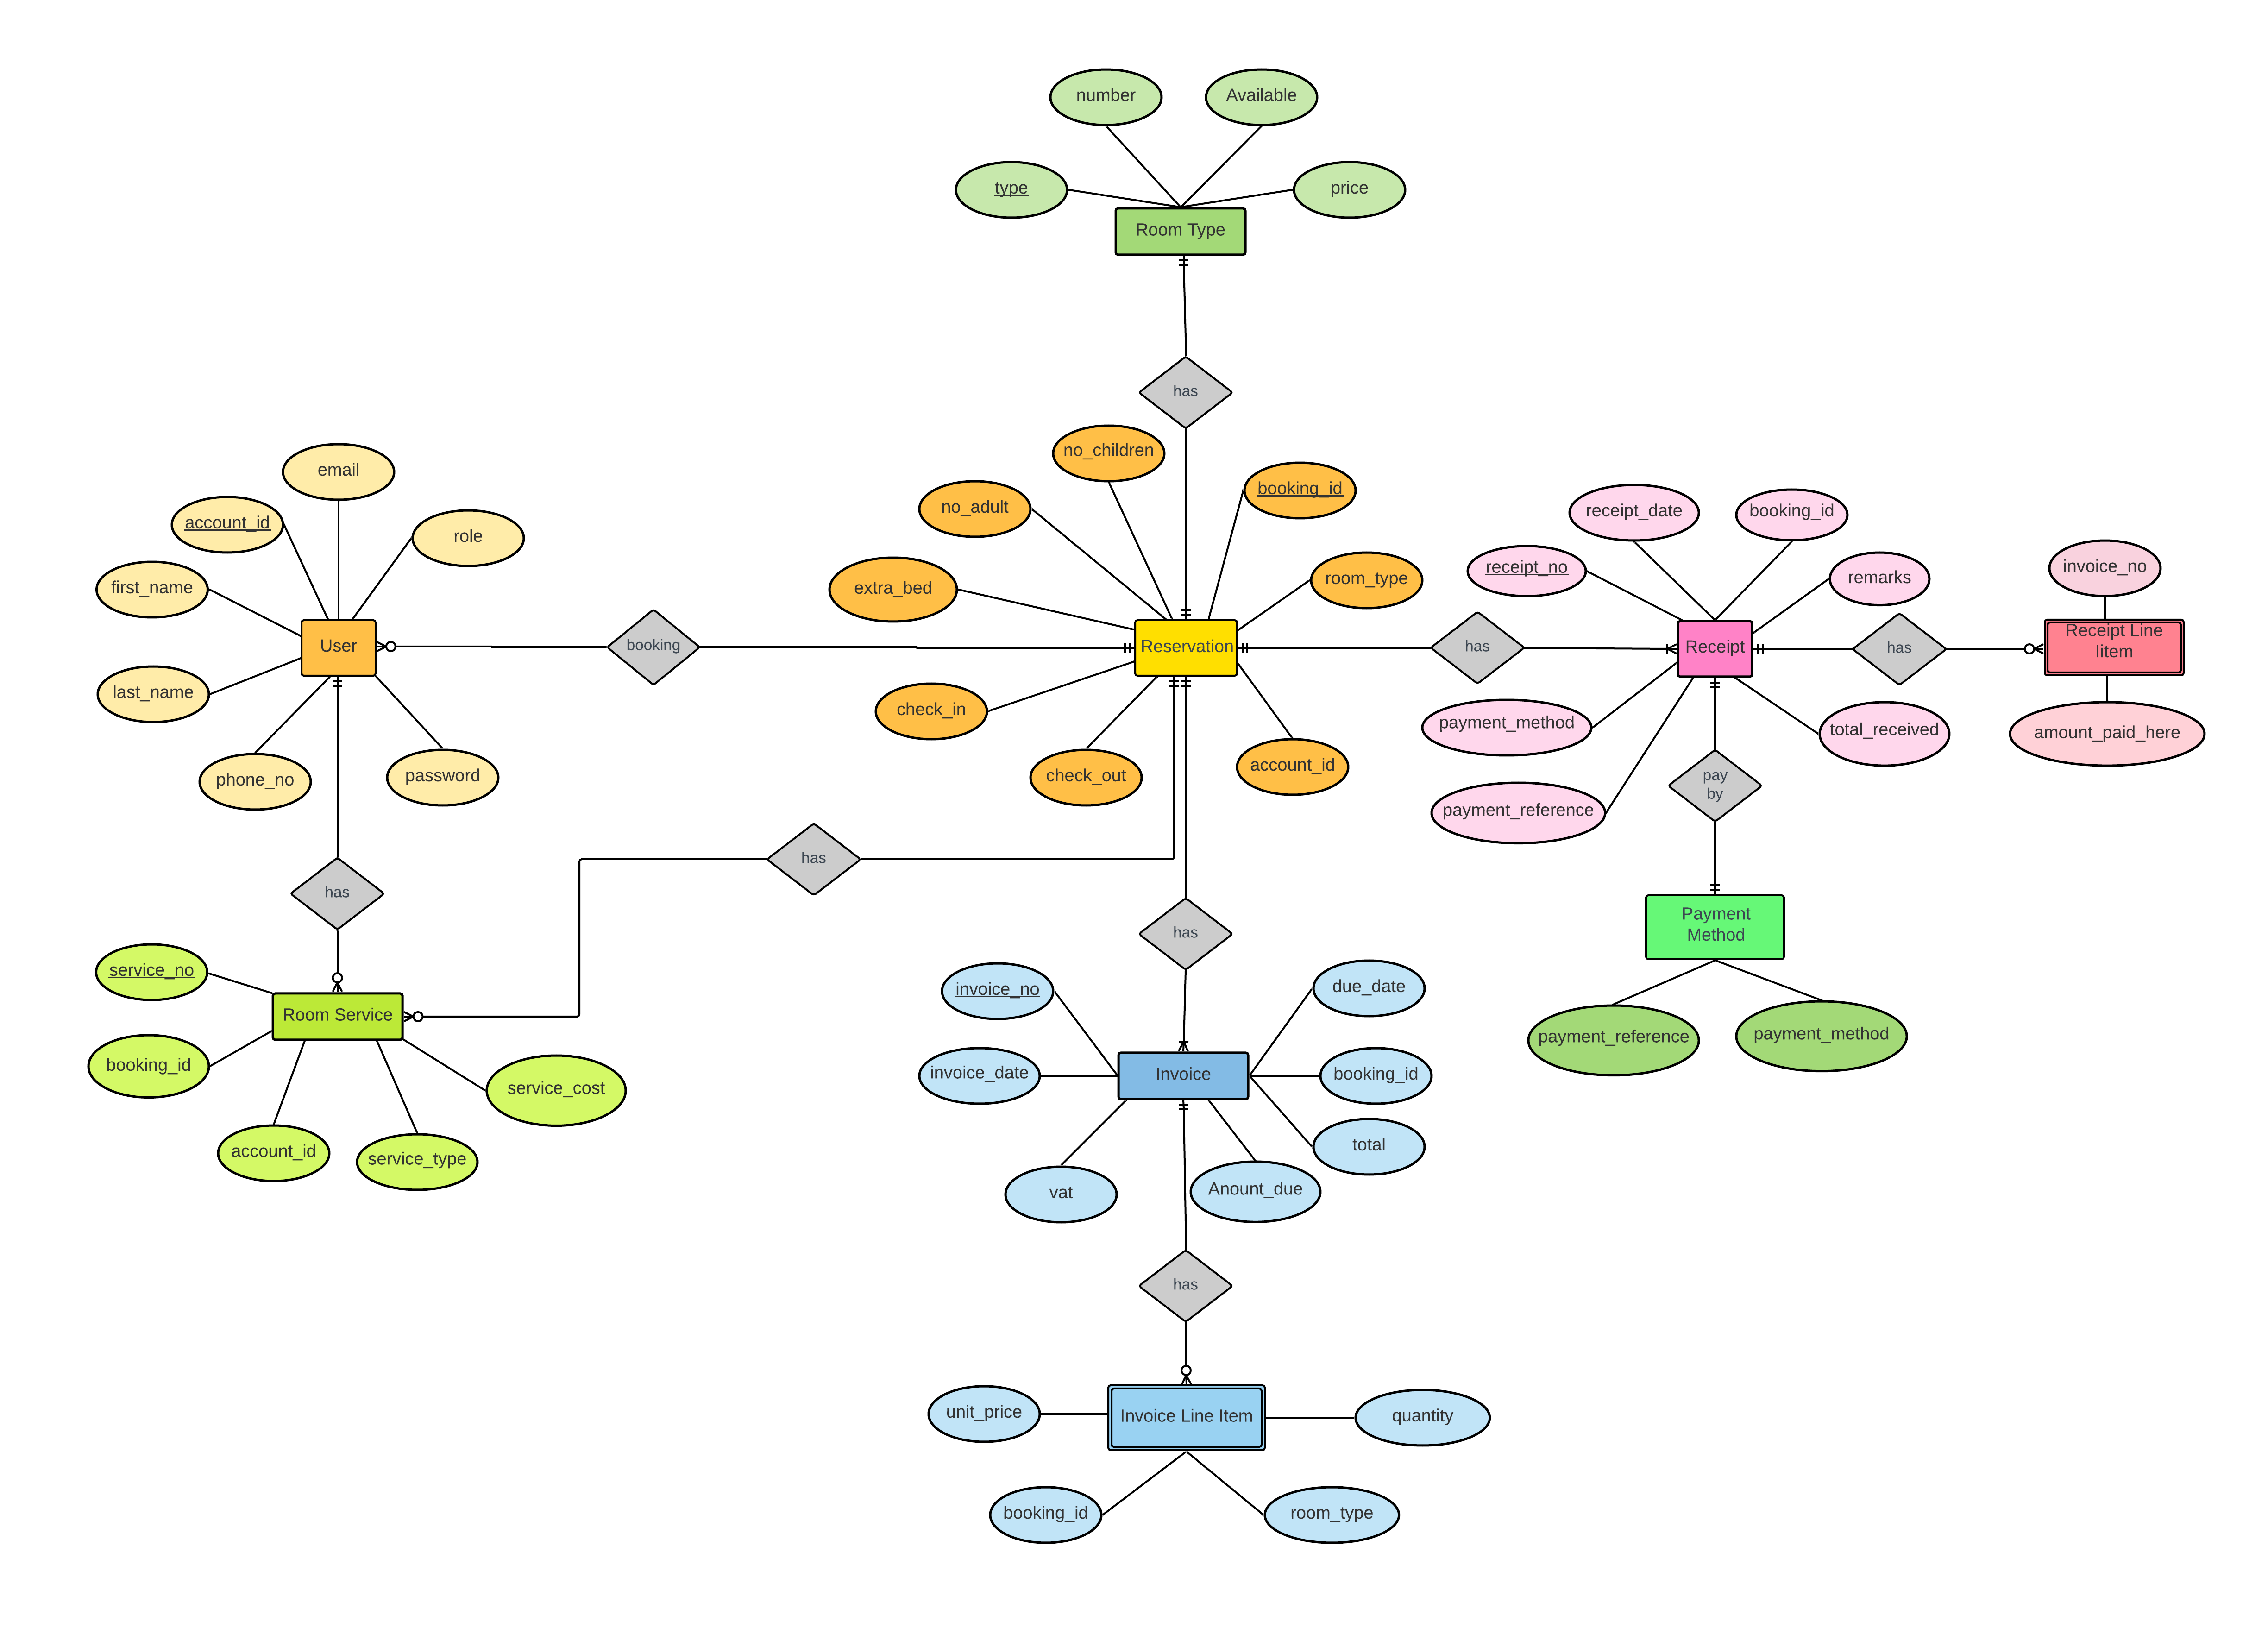 number
Available
type
price
Room Type
has
no_children
email
booking_id
no_adult
receipt_date
booking_id
account_id
role
receipt_no
remarks
invoice_no
first_name
extra_bed
room_type
User
booking
Reservation
has
Receipt
has
Receipt Line
Iitem
last_name
check_in
payment_method
total_received
amount_paid_here
phone_no
password
check_out
account_id
pay
by
payment_reference
has
has
Payment
Method
has
service_no
invoice_no
due_date
Room Service
payment_reference
payment_method
booking_id
service_cost
invoice_date
Invoice
booking_id
account_id
service_type
total
vat
Anount_due
has
unit_price
Invoice Line Item
quantity
booking_id
room_type